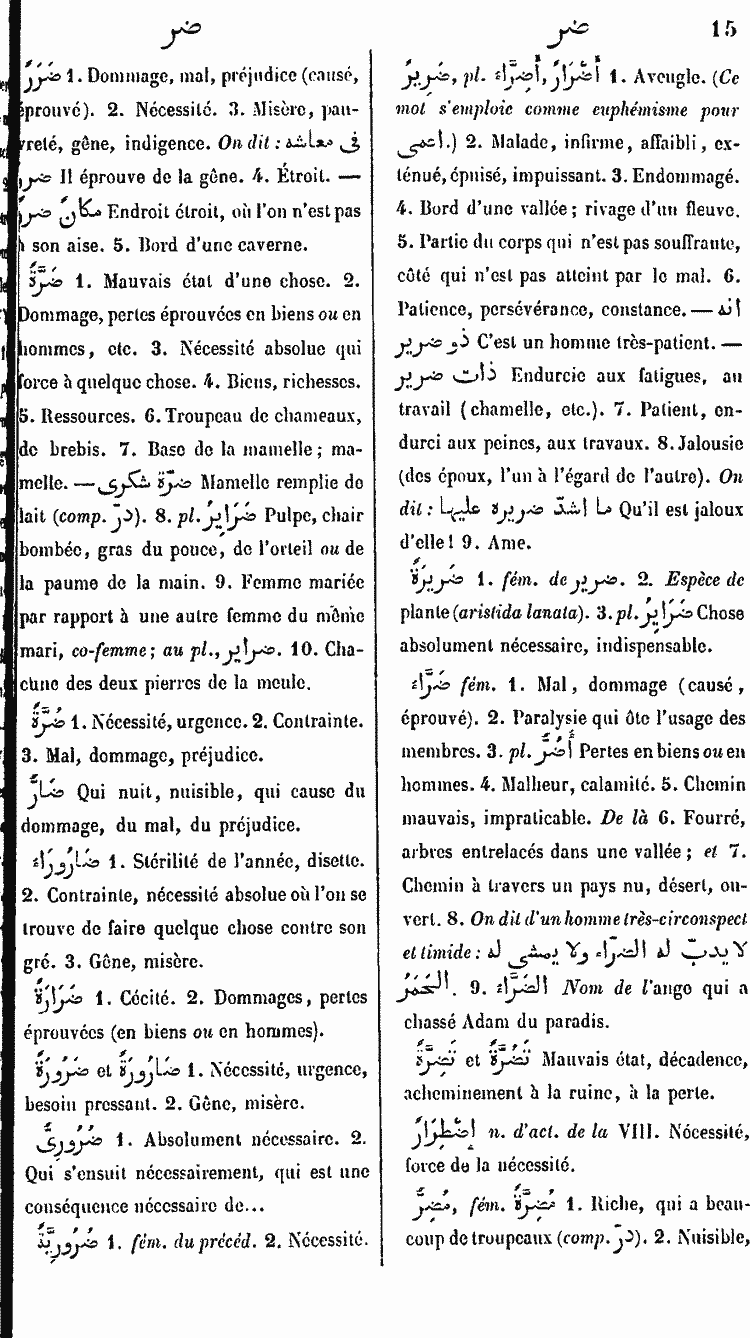 ضر ضر 15
ضَرَرٌ 1. Dommage, mal, préjudice (causé,
éprouvé). 2. Nécessité. 3. Misère, pau-
vreté, gêne, indigence. On dit : فى معاشه
ضرر Il éprouve de la gêne. 4. Étroit. —
مكانٌ ضررٌ Endroit étroit, où l'on n'est pas
à son aise. 5. Bord d'une caverne.
ضَرَّةٌ 1. Mauvais état d'une chose. 2.
Dommage, pertes éprouvées en biens ou en
hommes, etc. 3. Nécessité absolue qui
force à quelque chose. 4. Biens, richesses.
5. Ressources. 6. Troupeau de chameaux,
de brebis. 7. Base de la mamelle ; ma-
melle. — ضرّة شكرى Mamelle remplie de
lait (comp. درّ). 8. pl. ضَرَايِرُ Pulpe, chair
bombée, gras du pouce, de l'orteil ou de
la paume de la main. 9. Femme mariée
par rapport à une autre femme du même
mari, co-femme ; au pl., ضراير. 10. Cha-
cune des deux pierres de la meule.
ضَرَّةٌ 1. Nécessité, urgence. 2. Contrainte.
3. Mal, dommage, préjudice.
ضَارٌّ Qui nuit, nuisible, qui cause du
dommage, du mal, du préjudice.
ضَارُورَاءُ 1. Stérilité de l'année, disette.
2. Contrainte, nécessité absolue où l'on se
trouve de faire quelque chose contre son
gré. 3. Gêne, misère.
ضَرَارَةٌ 1. Cécité. 2. Dommages, pertes
éprouvées (en biens ou en hommes).
ضَارُورَةٌ et ضَرُورَةٌ 1. Nécessité, urgence,
besoin pressant. 2. Gêne, misère.
ضَرُورِىٌّ 1. Absolument nécessaire. 2.
Qui s'ensuit nécessairement, qui est une
conséquence nécessaire de...
ضَرُورِيَّةٌ 1. fém. du précéd. 2. Nécessité.
ضَرِيرٌ, pl. أَضْرَارٌ, أَضِرَّاءُ 1. Aveugle. (Ce
mot s'emploie comme euphémisme pour
اعمى.) 2. Malade, infirme, affaibli, ex-
ténué, épuisé, impuissant. 3. Endommagé.
4. Bord d'une vallée ; rivage d'un fleuve.
5. Partie du corps qui n'est pas souffrante,
côté qui n'est pas atteint par le mal. 6.
Patience, persévérance, constance. — انه
ذو ضرير C'est un homme très-patient. —
ذات ضرير Endurcie aux fatigues, au
travail (chamelle, etc.). 7. Patient, en-
durci aux peines, aux travaux. 8. Jalousie
(des époux, l'un à l'égard de l'autre). On
dit : ما اشدّ ضريره عليها Qu'il est jaloux
d'elle ! 9. Ame.
ضَرِيرَةٌ 1. fém. de ضرير. 2. Espèce de
plante (aristida lanata). 3. pl. ضَرَايِرُ Chose
absolument nécessaire, indispensable.
ضَرَّاءُ fém. 1. Mal, dommage (causé,
éprouvé). 2. Paralysie qui ôte l'usage des
membres. 3. pl. أَضُرٌّ Pertes en biens ou en
hommes. 4. Malheur, calamité. 5. Chemin
mauvais, impraticable. De là 6. Fourré,
arbres entrelacés dans une vallée ; et 7.
Chemin à travers un pays nu, désert, ou-
vert. 8. On dit d'un homme très-circonspect
et timide : لا يدبّ له الضرّاء ولا يمشى له
الخَمَرُ. 9. الضَرَّاءُ Nom de l'ange qui a
chassé Adam du paradis.
تَضُرَّةٌ et تَضِرَّةٌ Mauvais état, décadence,
acheminement à la ruine, à la perte.
إِضْطِرَارٌ n. d'act. de la VIII. Nécessité,
force de la nécessité.
مُضِرٌّ, fém. مُضِرَّةٌ 1. Riche, qui a beau-
coup de troupeaux (comp. درّ). 2. Nuisible,